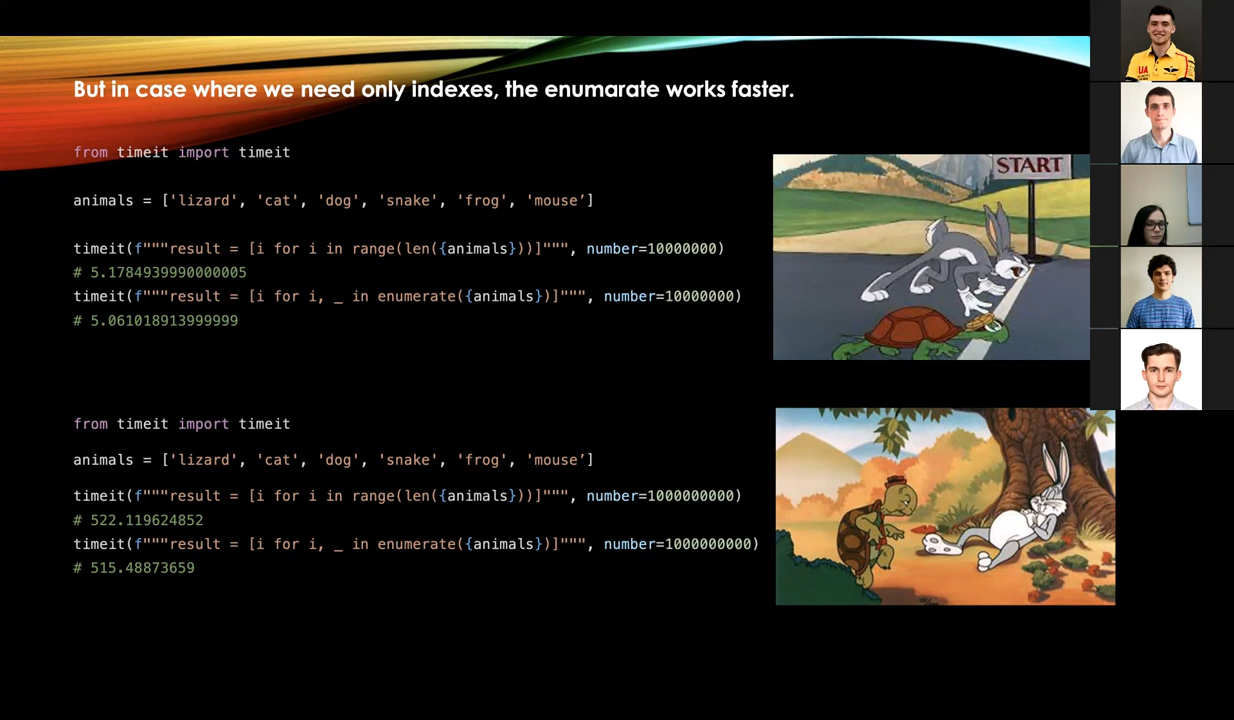 But in case where we need only indexes, the enumarate works faster.
from timeit import timeit
animals = ['lizard', 'cat', 'dog', 'snake', 'frog', 'mouse’]
timeit(f"""result = [i for i in range(len({animals}))]""", number=10000000)
# 5.1784939990000005
timeit(f"""result = [i for i, _ in enumerate({animals})]""", number=10000000)
# 5.061018913999999
from timeit import timeit
animals = ['lizard', 'cat', 'dog', 'snake', 'frog', 'mouse’]
timeit(f"""result = [i for i in range(len({animals}))]""", number=1000000000)
# 522.119624852
timeit(f"""result = [i for i, _ in enumerate({animals})]""", number=1000000000)
# 515.48873659
START
UA